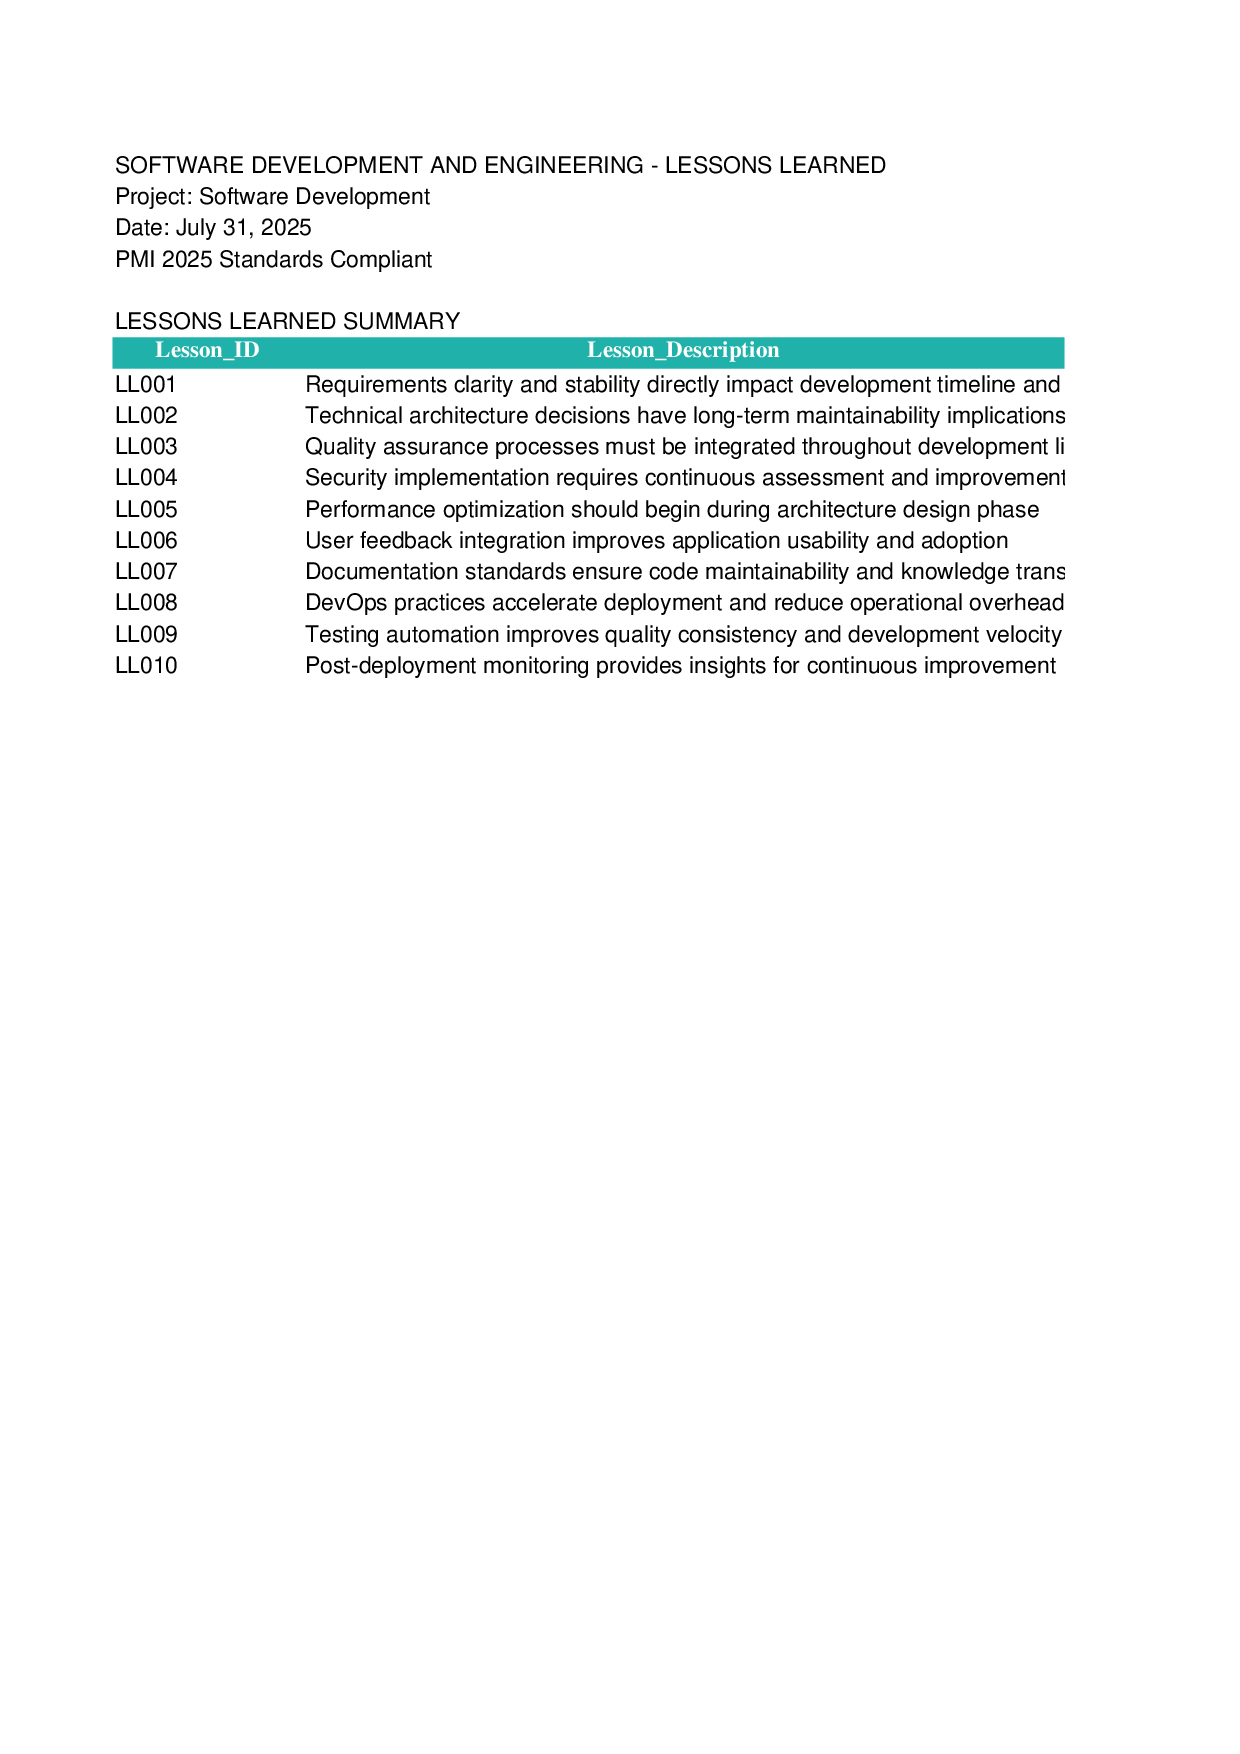 SOFTWARE DEVELOPMENT AND ENGINEERING - LESSONS LEARNED
Project: Software Development
Date: July 31, 2025
PMI 2025 Standards Compliant
LESSONS LEARNED SUMMARY
Lesson_ID Lesson_Description
LL001 Requirements clarity and stability directly impact development timeline and
LL002 Technical architecture decisions have long-term maintainability implications
LL003 Quality assurance processes must be integrated throughout development li
LL004 Security implementation requires continuous assessment and improvement
LL005 Performance optimization should begin during architecture design phase
LL006 User feedback integration improves application usability and adoption
LL007 Documentation standards ensure code maintainability and knowledge trans
LL008 DevOps practices accelerate deployment and reduce operational overhead
LL009 Testing automation improves quality consistency and development velocity
LL010 Post-deployment monitoring provides insights for continuous improvement